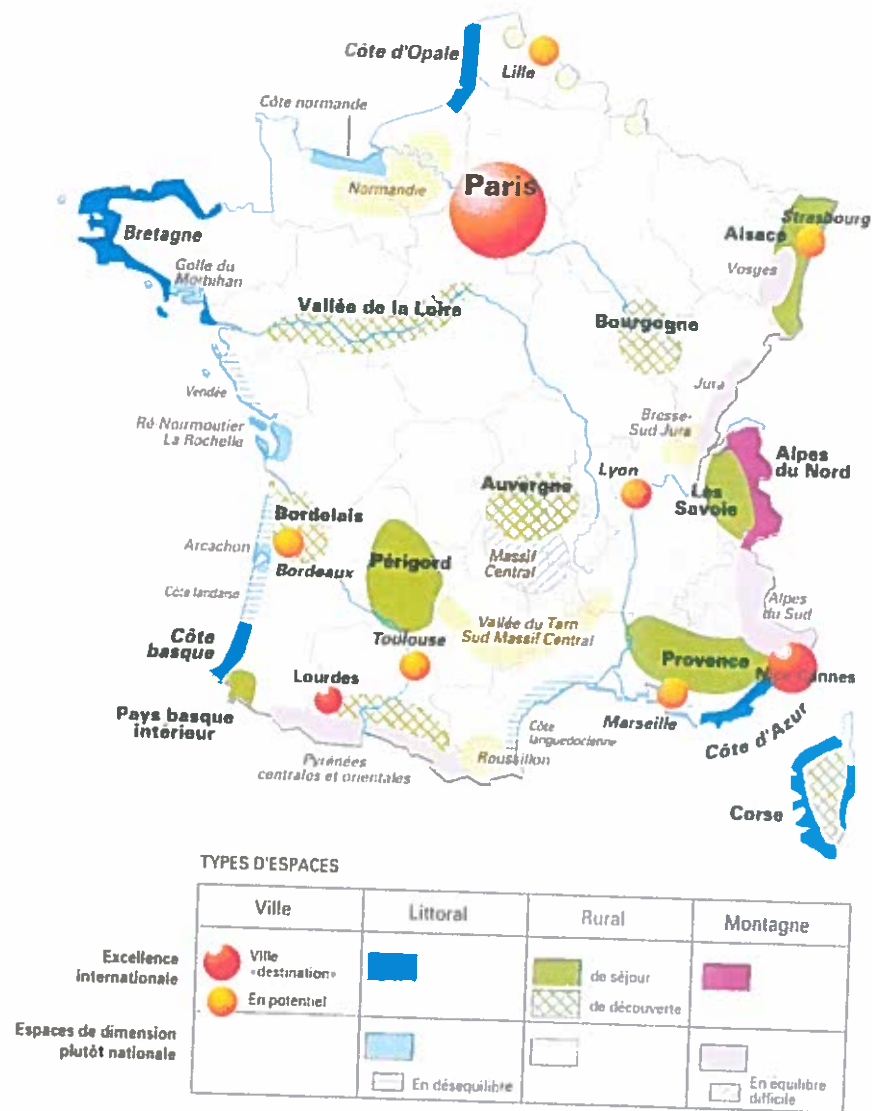 Côte d'Opale
Lille
Côte normande
Normandie
Paris
Bretagne
Golfe du
Morbihan
Strasbourg
Alsace
Vosges
Vallée de la Loire
Bourgogne
Vendée
Jura
Bresse-
Sud Jura
Ré-Noirmoutier
La Rochelle
Alpes
du Nord
Lyon
Les
Savoie
Auvergne
Bordelais
Arcachon
Bordeaux
Périgord
Massif
Central
Côte landaise
Alpes
du Sud
Côte
basque
Toulouse
Vallée du Tarn
Sud Massif Central
Lourdes
Provence
Nice Cannes
Pays basque
intérieur
Marseille
Côte d'Azur
Côte
languedocienne
Pyrénées
centrales et orientales
Roussillon
Corse
TYPES D'ESPACES
Ville
Littoral
Rural
Montagne
Excellence
internationale
Ville
«destination»
En potentiel
de séjour
de découverte
Espaces de dimension
plutôt nationale
En désequilibre
En équilibre
difficile